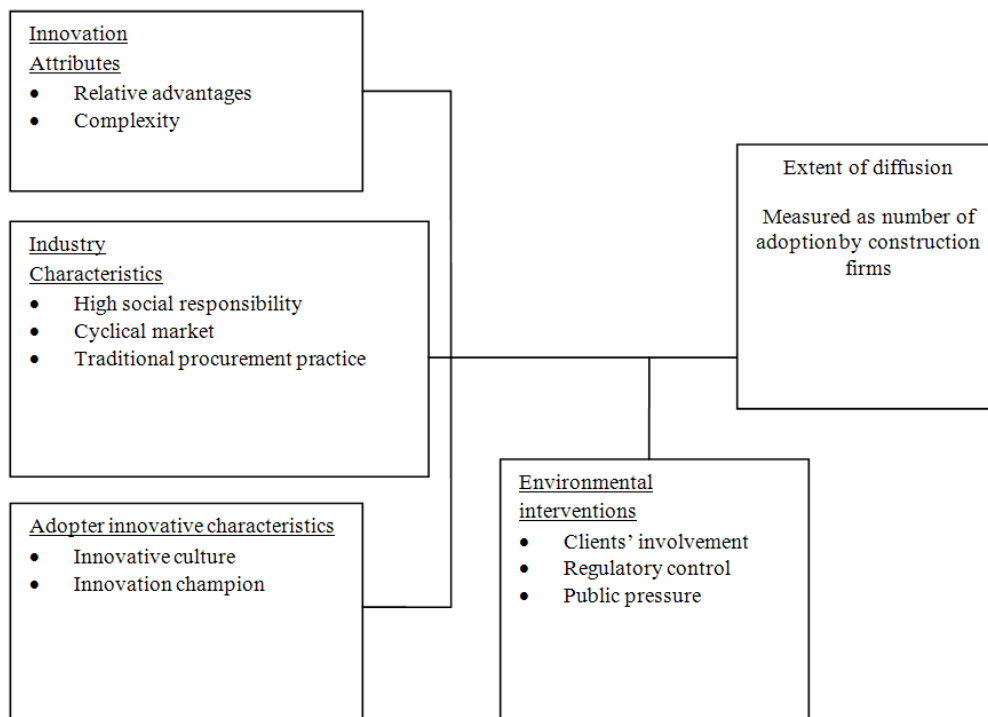 Innovation
Attributes
• Relative advantages
• Complexity
Industry
Characteristics
• High social responsibility
• Cyclical market
• Traditional procurement practice
Adopter innovative characteristics
• Innovative culture
• Innovation champion
Extent of diffusion
Measured as number of
adoption by construction
firms
Environmental
interventions
• Clients’ involvement
• Regulatory control
• Public pressure